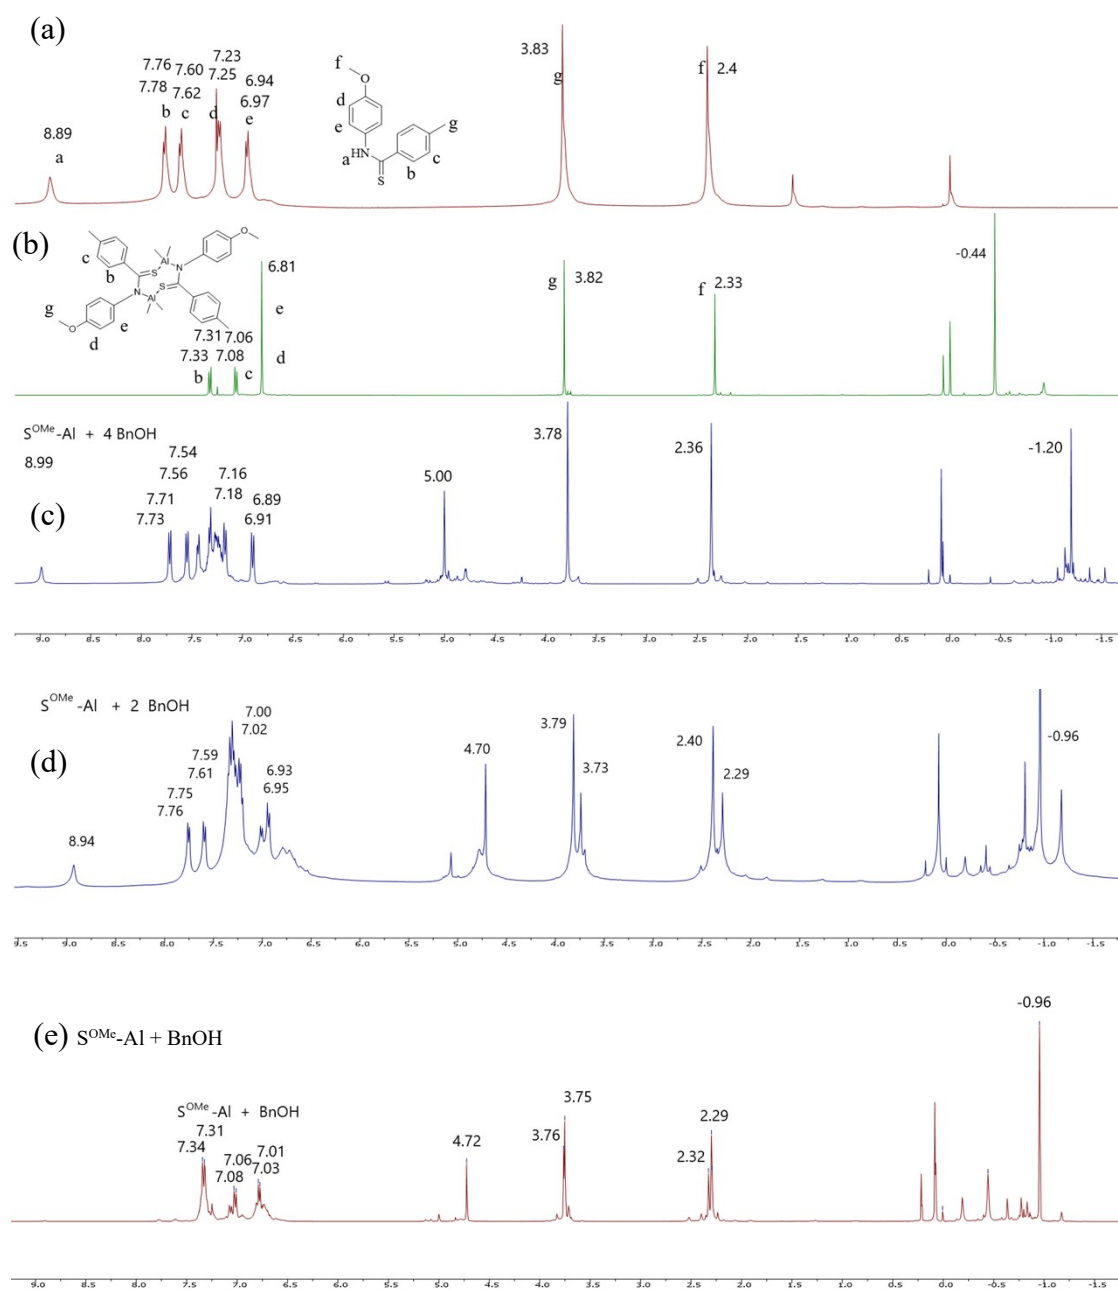 (a)
7.76 7.60 7.23
7.78 7.62 7.25 6.94
6.97
b c d e
8.89
a
f
O
d
e
HN
a
S
b
c
g
3.83
g
f 2.4
(b)
c
b
S
Al
N
O
N
Al
S
g
O
d
e
7.31 7.06
7.33 7.08
b c
6.81
e
d
g 3.82
f 2.33
-0.44
S^OMe-Al + 4 BnOH
(c)
8.99
7.54
7.56
7.71
7.73
7.16
7.18
6.89
6.91
5.00
3.78
2.36
-1.20
9.0 8.5 8.0 7.5 7.0 6.5 6.0 5.5 5.0 4.5 4.0 3.5 3.0 2.5 2.0 1.5 1.0 0.5 0.0 -0.5 -1.0 -1.5
S^OMe -Al + 2 BnOH
(d)
8.94
7.75
7.76
7.59
7.61
7.00
7.02
6.93
6.95
4.70
3.79
3.73
2.40
2.29
-0.96
9.5 9.0 8.5 8.0 7.5 7.0 6.5 6.0 5.5 5.0 4.5 4.0 3.5 3.0 2.5 2.0 1.5 1.0 0.5 0.0 -0.5 -1.0 -1.5
(e) S^OMe-Al + BnOH
S^OMe -Al + BnOH
7.31
7.34
7.06
7.08
7.01
7.03
4.72
3.75
3.76
2.29
2.32
-0.96
9.0 8.5 8.0 7.5 7.0 6.5 6.0 5.5 5.0 4.5 4.0 3.5 3.0 2.5 2.0 1.5 1.0 0.5 0.0 -0.5 -1.0 -1.5